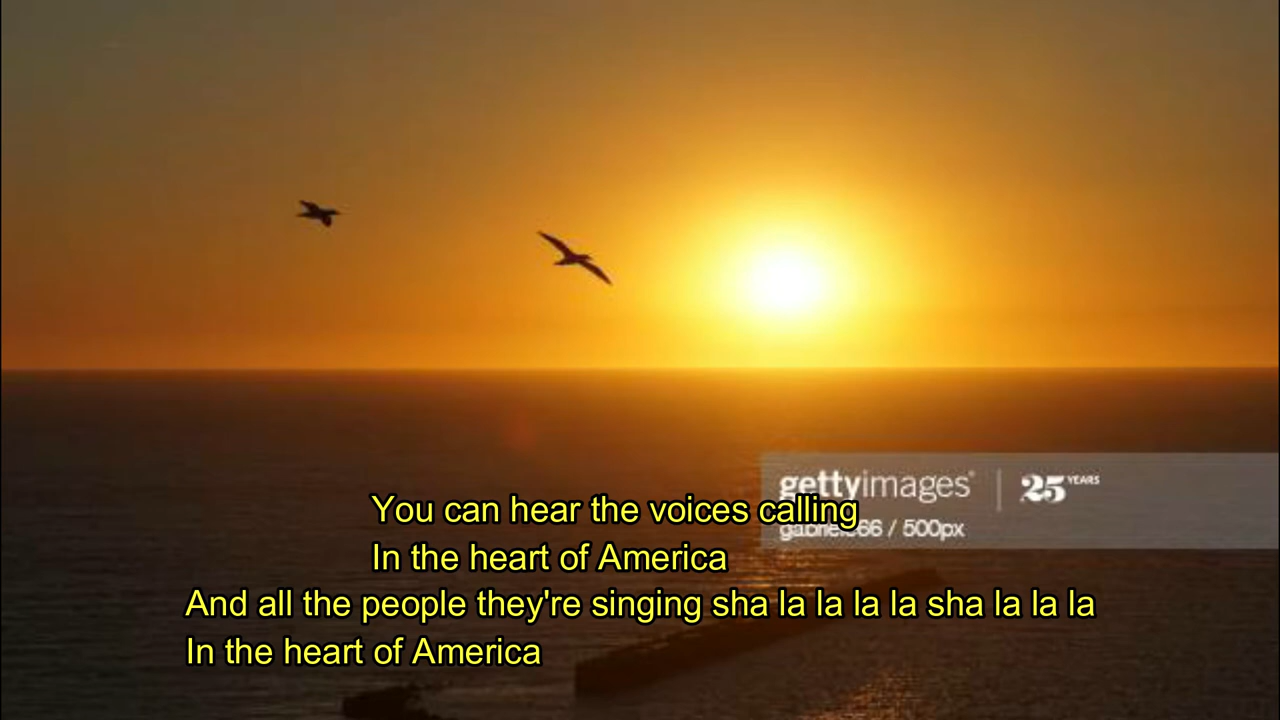 gettyimages® | 25 YEARS
You can hear the voices calling
gabriele66 / 500px
In the heart of America
And all the people they're singing sha la la la la sha la la la
In the heart of America